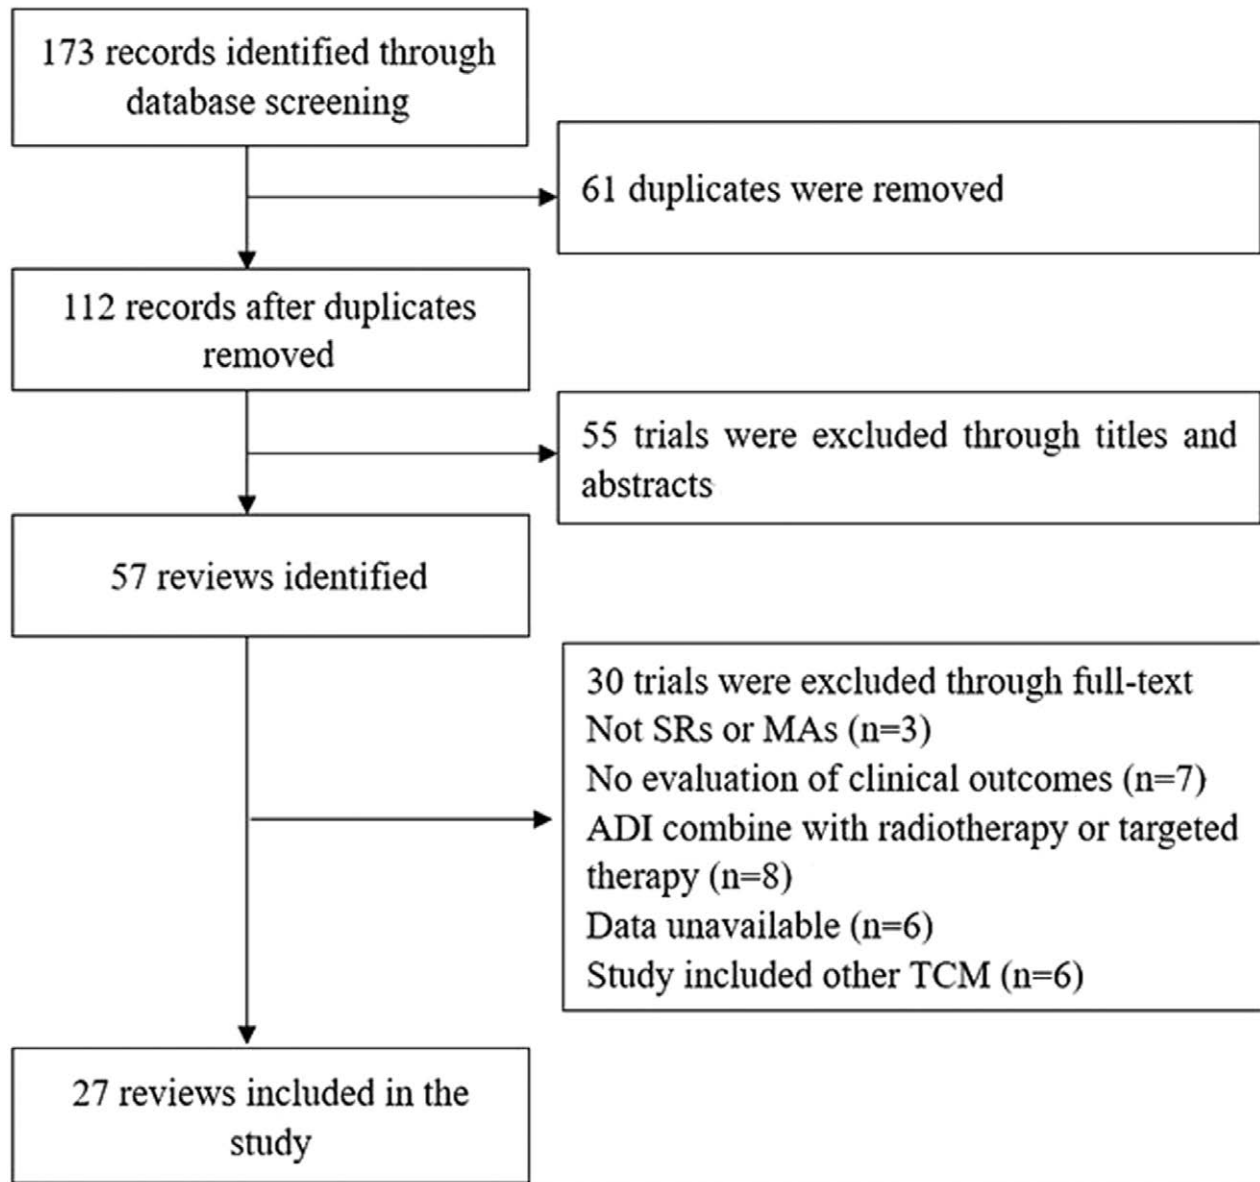 173 records identified through
database screening
61 duplicates were removed
112 records after duplicates
removed
55 trials were excluded through titles and
abstracts
57 reviews identified
30 trials were excluded through full-text
Not SRs or MAs (n=3)
No evaluation of clinical outcomes (n=7)
ADI combine with radiotherapy or targeted
therapy (n=8)
Data unavailable (n=6)
Study included other TCM (n=6)
27 reviews included in the
study